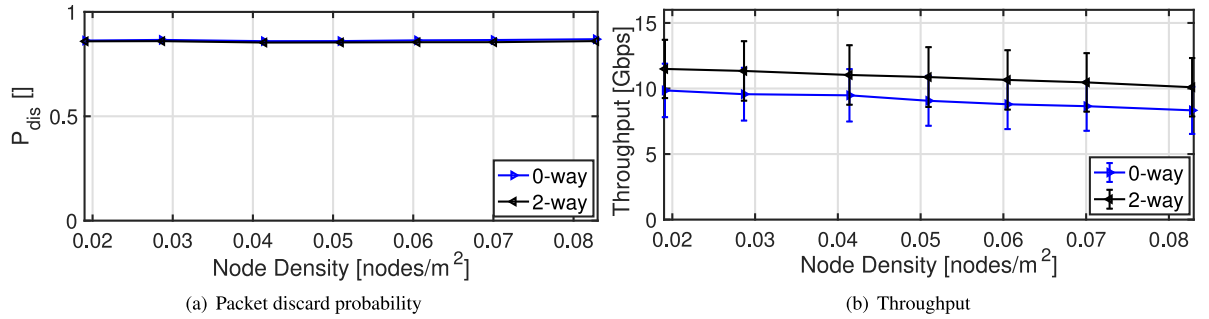 1
0.5
0
P_dis []
0-way
2-way
0.02 0.03 0.04 0.05 0.06 0.07 0.08
Node Density [nodes/m^2]
(a) Packet discard probability
15
10
5
0
Throughput [Gbps]
0-way
2-way
0.02 0.03 0.04 0.05 0.06 0.07 0.08
Node Density [nodes/m^2]
(b) Throughput